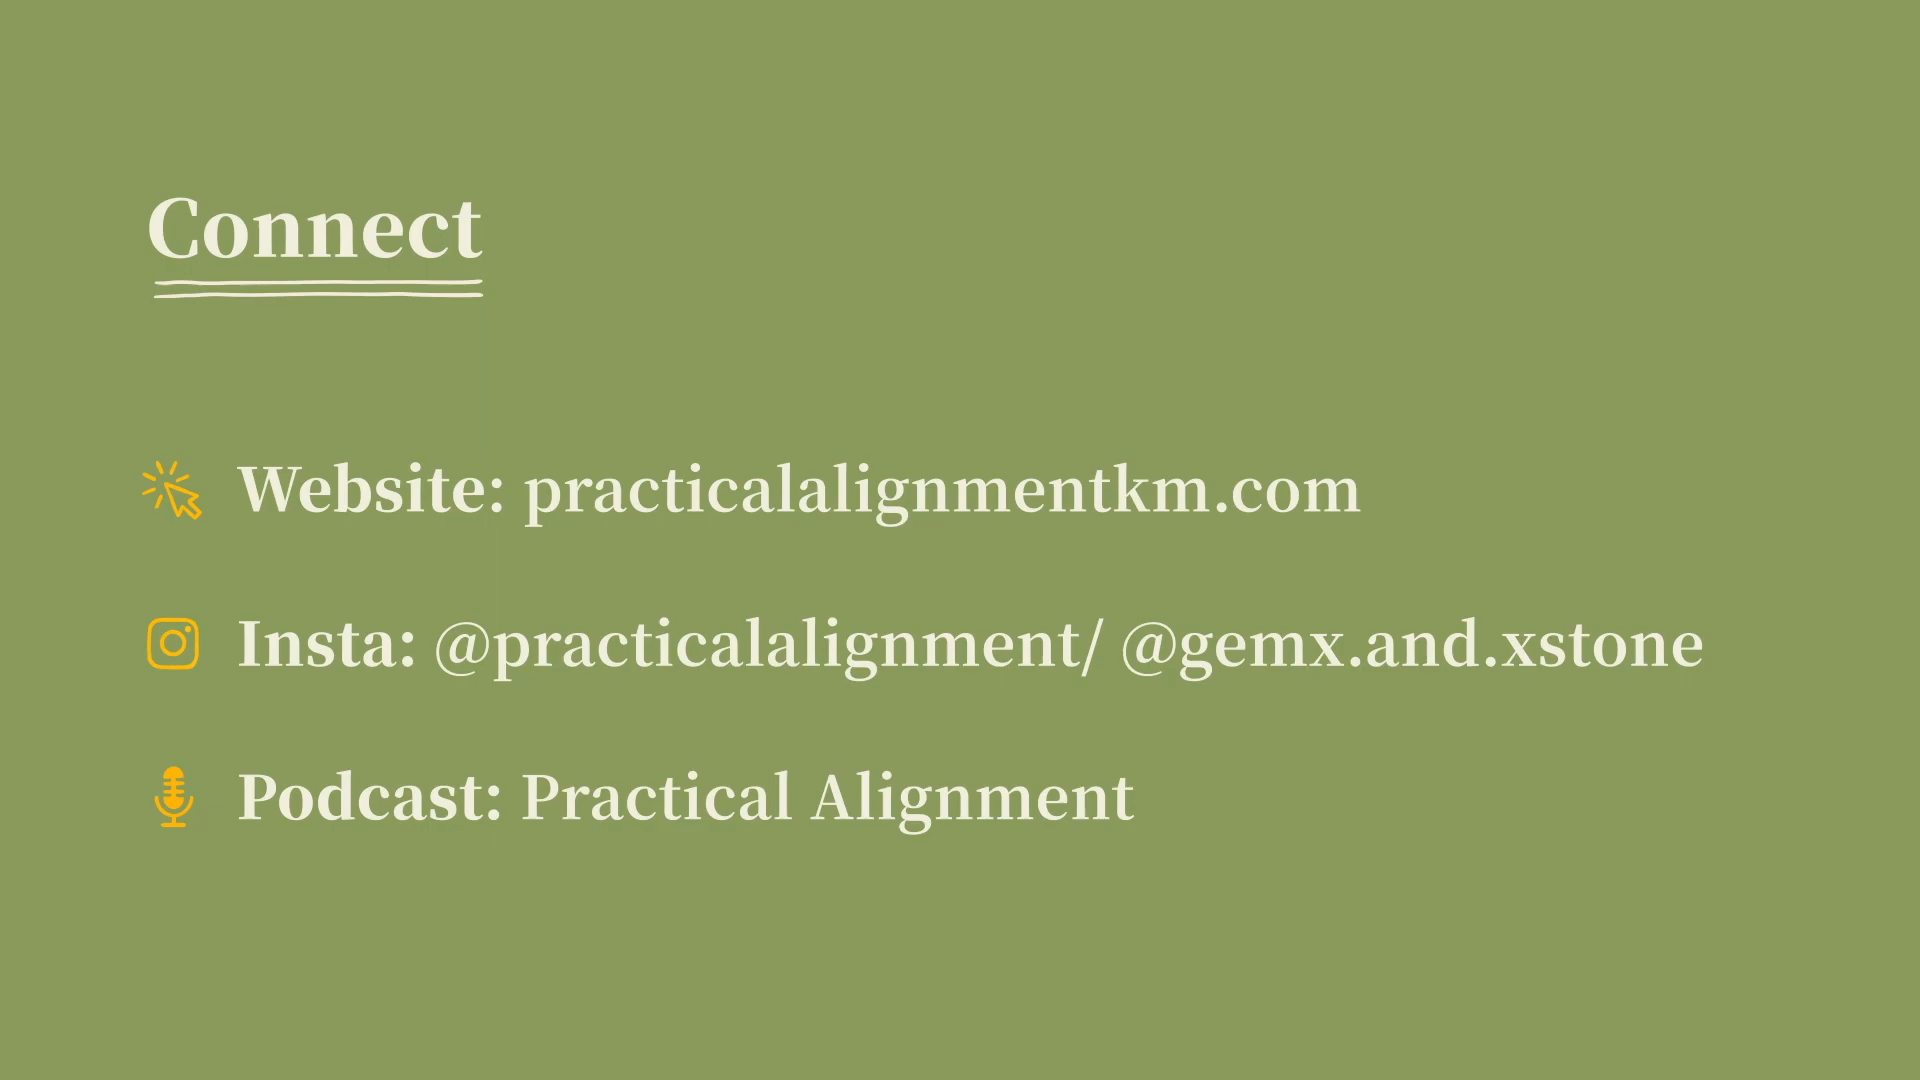 Connect
Website: practicalalignmentkm.com
Insta: @practicalalignment/ @gemx.and.xstone
Podcast: Practical Alignment